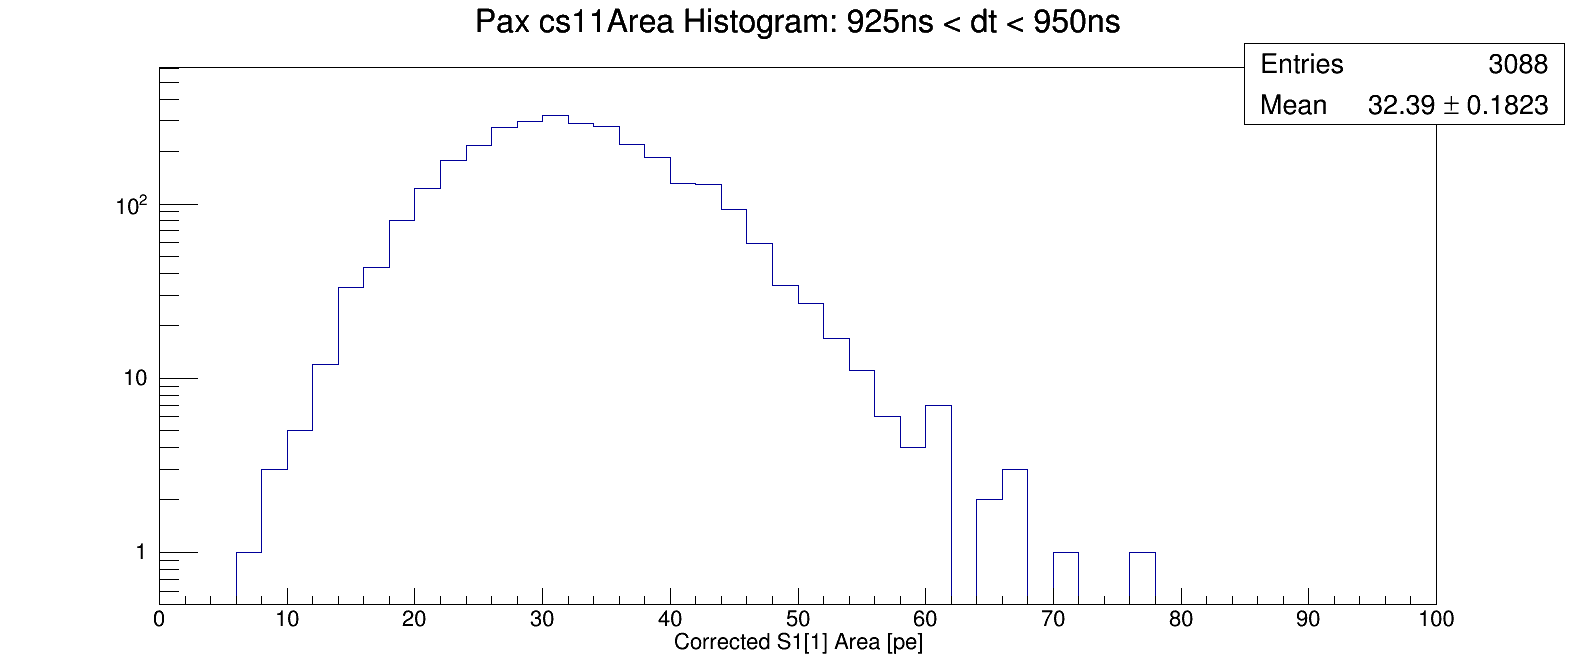 Pax cs11Area Histogram: 925ns < dt < 950ns
Entries 3088
Mean 32.39 ± 0.1823
10²
10
1
0 10 20 30 40 50 60 70 80 90 100
Corrected S1[1] Area [pe]